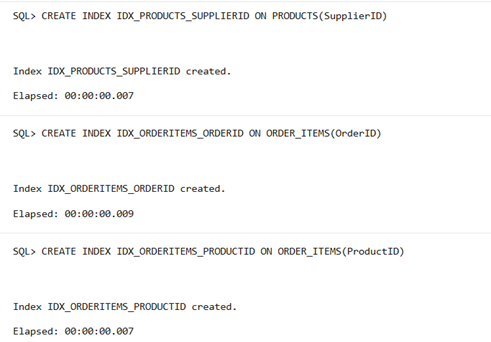 SQL> CREATE INDEX IDX_PRODUCTS_SUPPLIERID ON PRODUCTS(SupplierID)
Index IDX_PRODUCTS_SUPPLIERID created.
Elapsed: 00:00:00.007
SQL> CREATE INDEX IDX_ORDERITEMS_ORDERID ON ORDER_ITEMS(OrderID)
Index IDX_ORDERITEMS_ORDERID created.
Elapsed: 00:00:00.009
SQL> CREATE INDEX IDX_ORDERITEMS_PRODUCTID ON ORDER_ITEMS(ProductID)
Index IDX_ORDERITEMS_PRODUCTID created.
Elapsed: 00:00:00.007